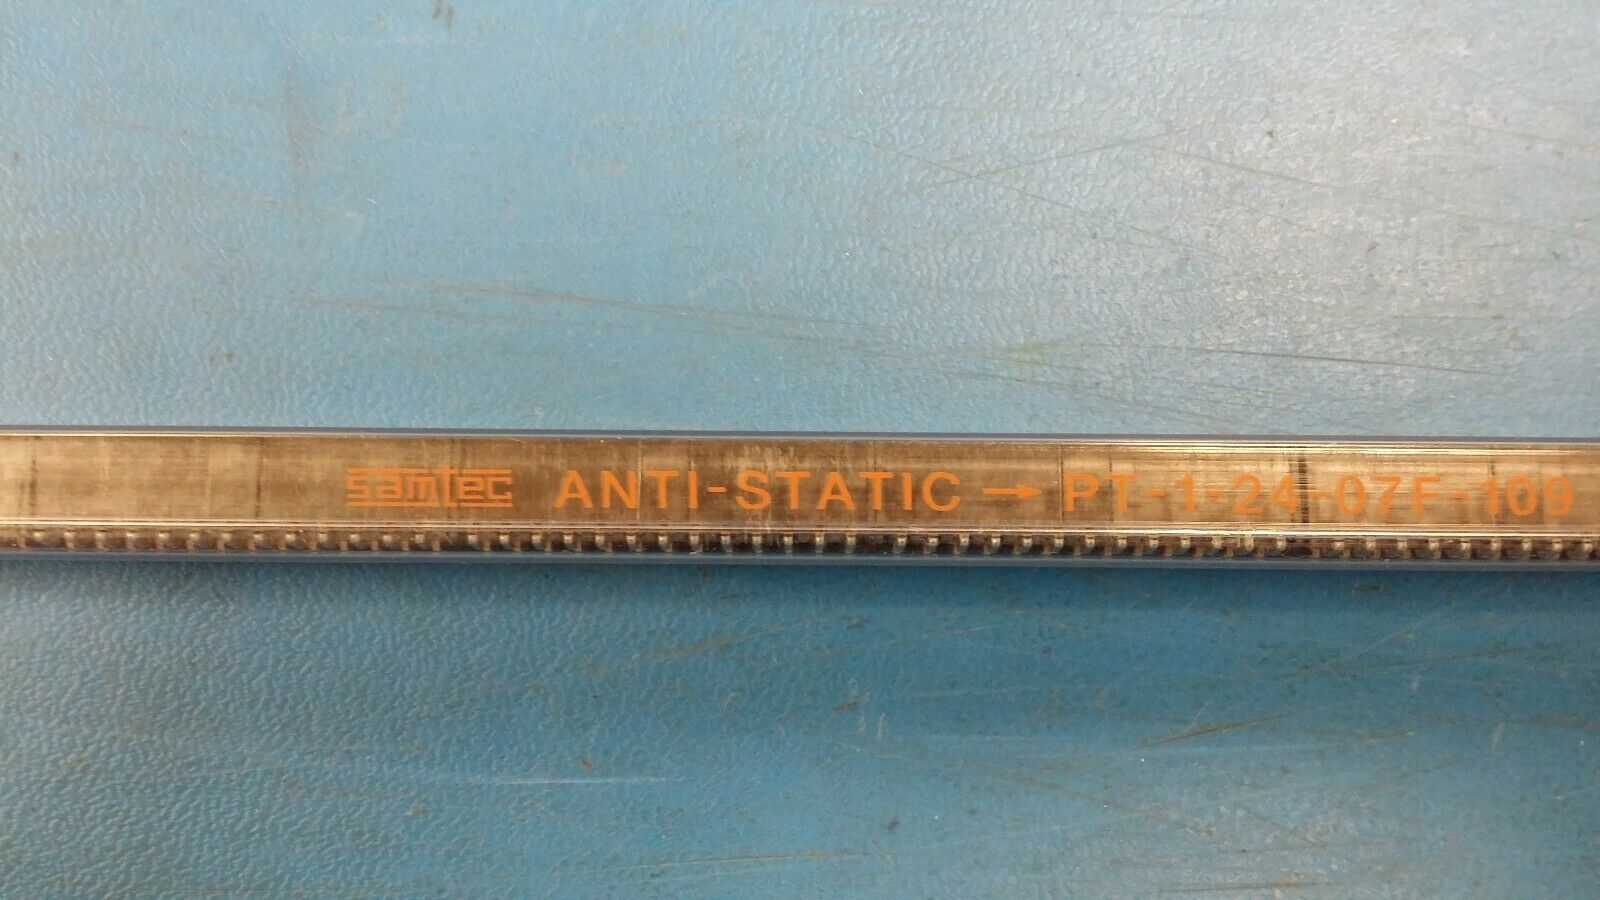 samtec ANTI-STATIC → PT-1-24-07F-109